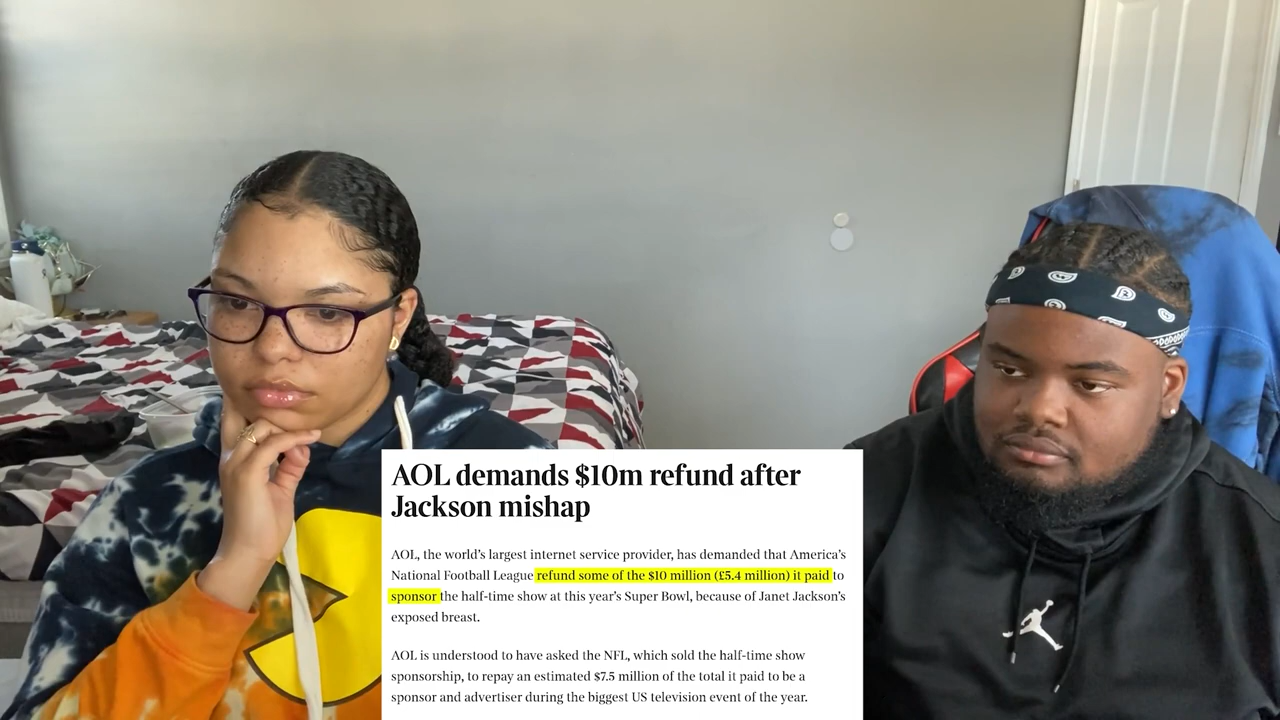 AOL demands $10m refund after
Jackson mishap
AOL, the world's largest internet service provider, has demanded that America's
National Football League refund some of the $10 million (£5.4 million) it paid to
sponsor the half-time show at this year's Super Bowl, because of Janet Jackson's
exposed breast.
AOL is understood to have asked the NFL, which sold the half-time show
sponsorship, to repay an estimated $7.5 million of the total it paid to be a
sponsor and advertiser during the biggest US television event of the year.